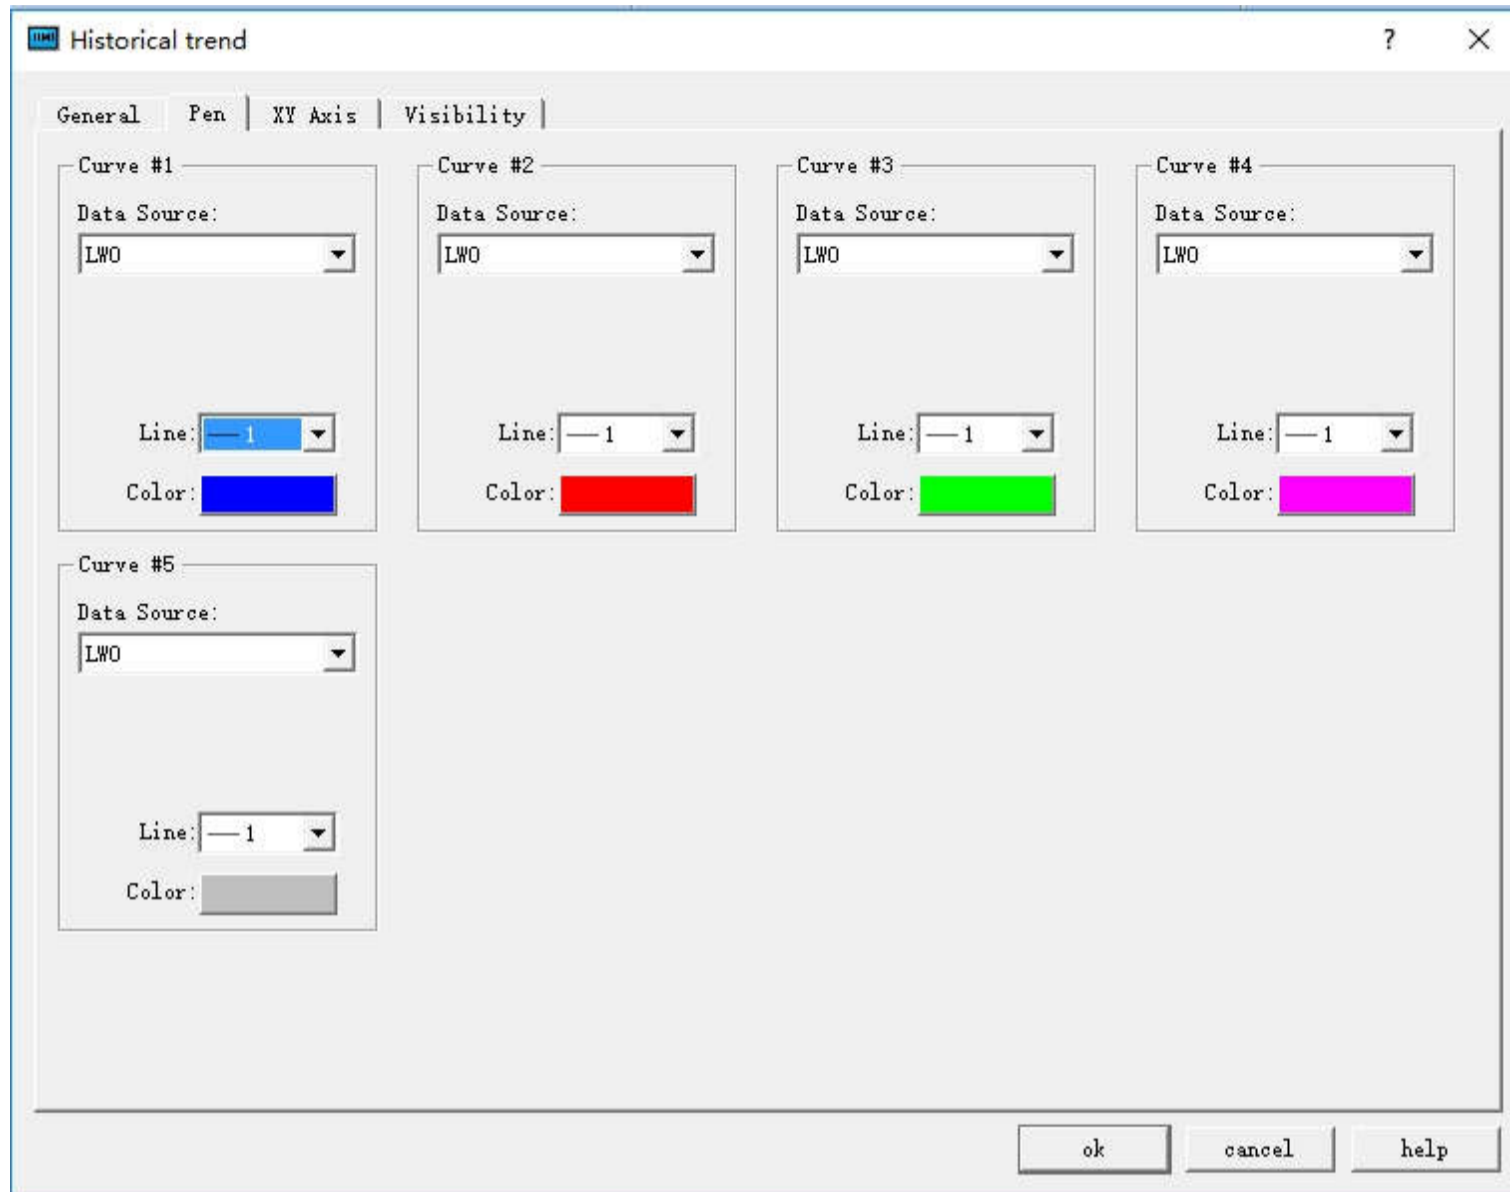 HMI Historical trend ?
General Pen XY Axis Visibility
Curve #1 Curve #2 Curve #3 Curve #4
Data Source: Data Source: Data Source: Data Source:
LW0 LW0 LW0 LW0
Line: 1 Line: 1 Line: 1 Line: 1
Color: Color: Color: Color:
Curve #5
Data Source:
LW0
Line: 1
Color:
ok cancel help